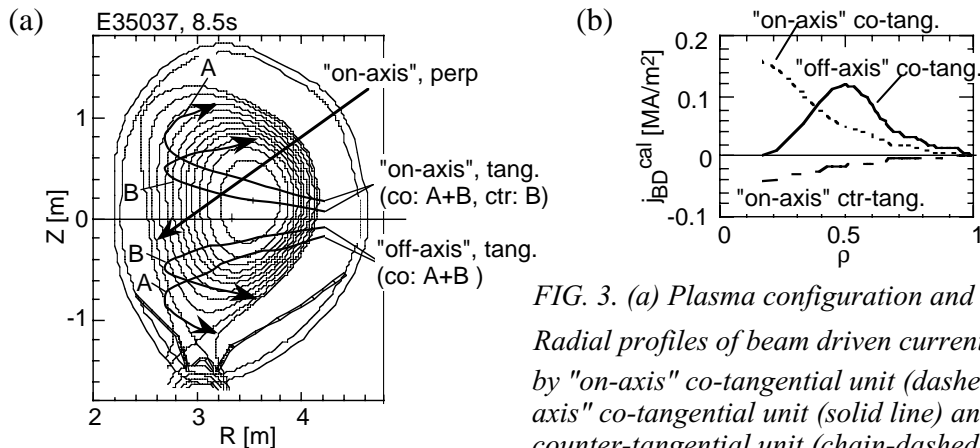 (a)
E35037, 8.5s
A
"on-axis", perp
1
B
"on-axis", tang.
(co: A+B, ctr: B)
Z [m]
0
B
"off-axis", tang.
(co: A+B )
A
-1
2
3
4
R [m]
(b)
"on-axis" co-tang.
0.2
"off-axis" co-tang.
0.1
jBDcal [MA/m2]
0
"on-axis" ctr-tang.
-0.1
0
0.5
1
ρ
FIG. 3. (a) Plasma configuration and
Radial profiles of beam driven curren
by "on-axis" co-tangential unit (dashe
axis" co-tangential unit (solid line) an
counter-tangential unit (chain-dashed